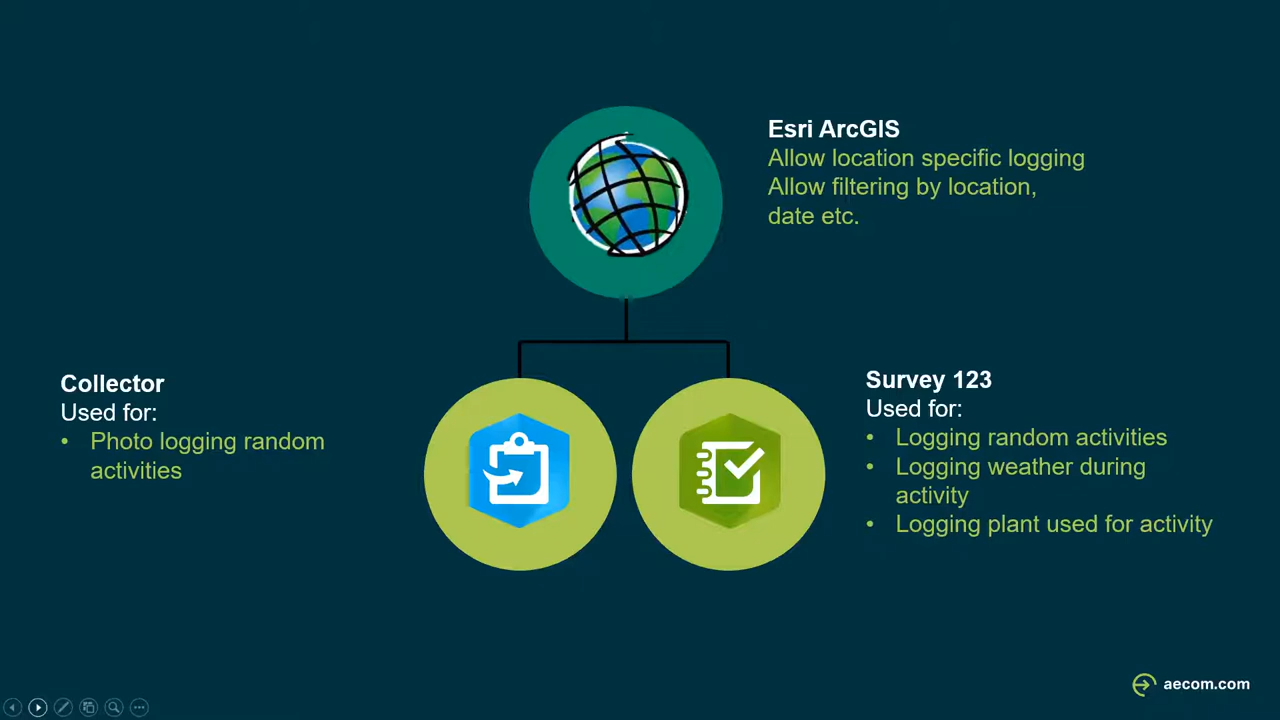 Esri ArcGIS
Allow location specific logging
Allow filtering by location,
date etc.
Collector
Used for:
• Photo logging random
activities
Survey 123
Used for:
• Logging random activities
• Logging weather during
activity
• Logging plant used for activity
aecom.com